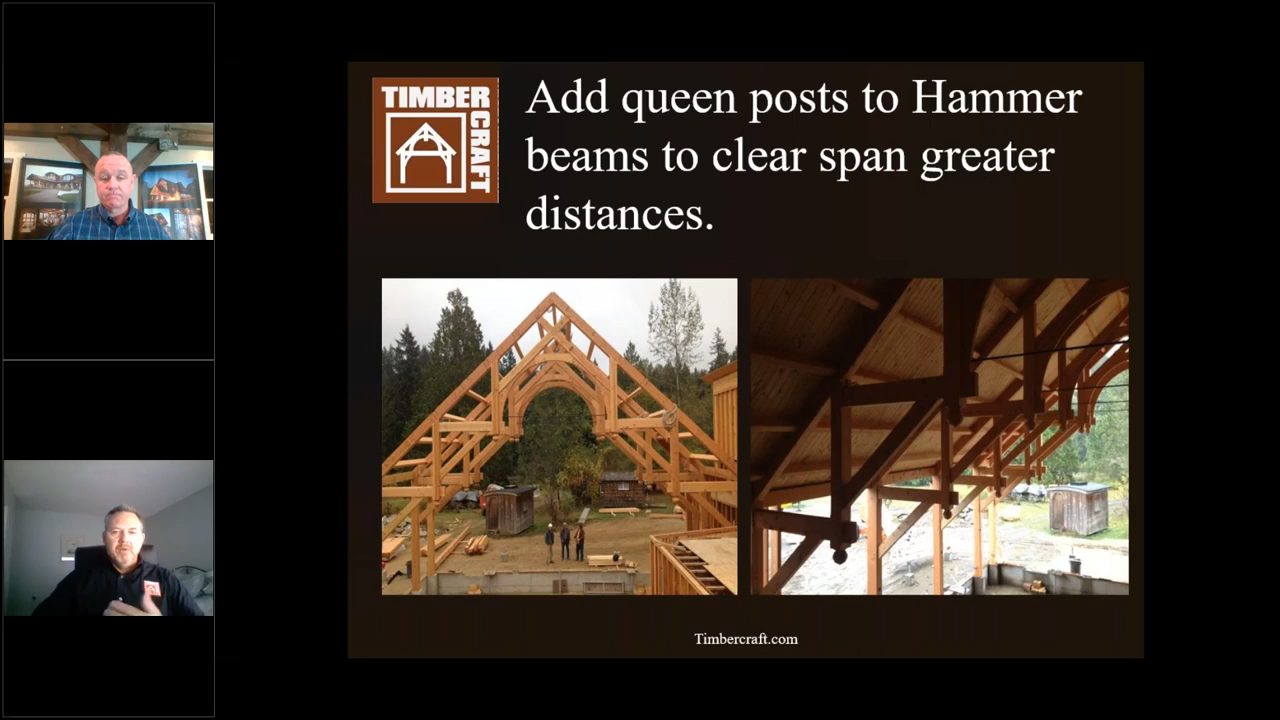 TIMBER
CRAFT
Add queen posts to Hammer
beams to clear span greater
distances.
Timbercraft.com